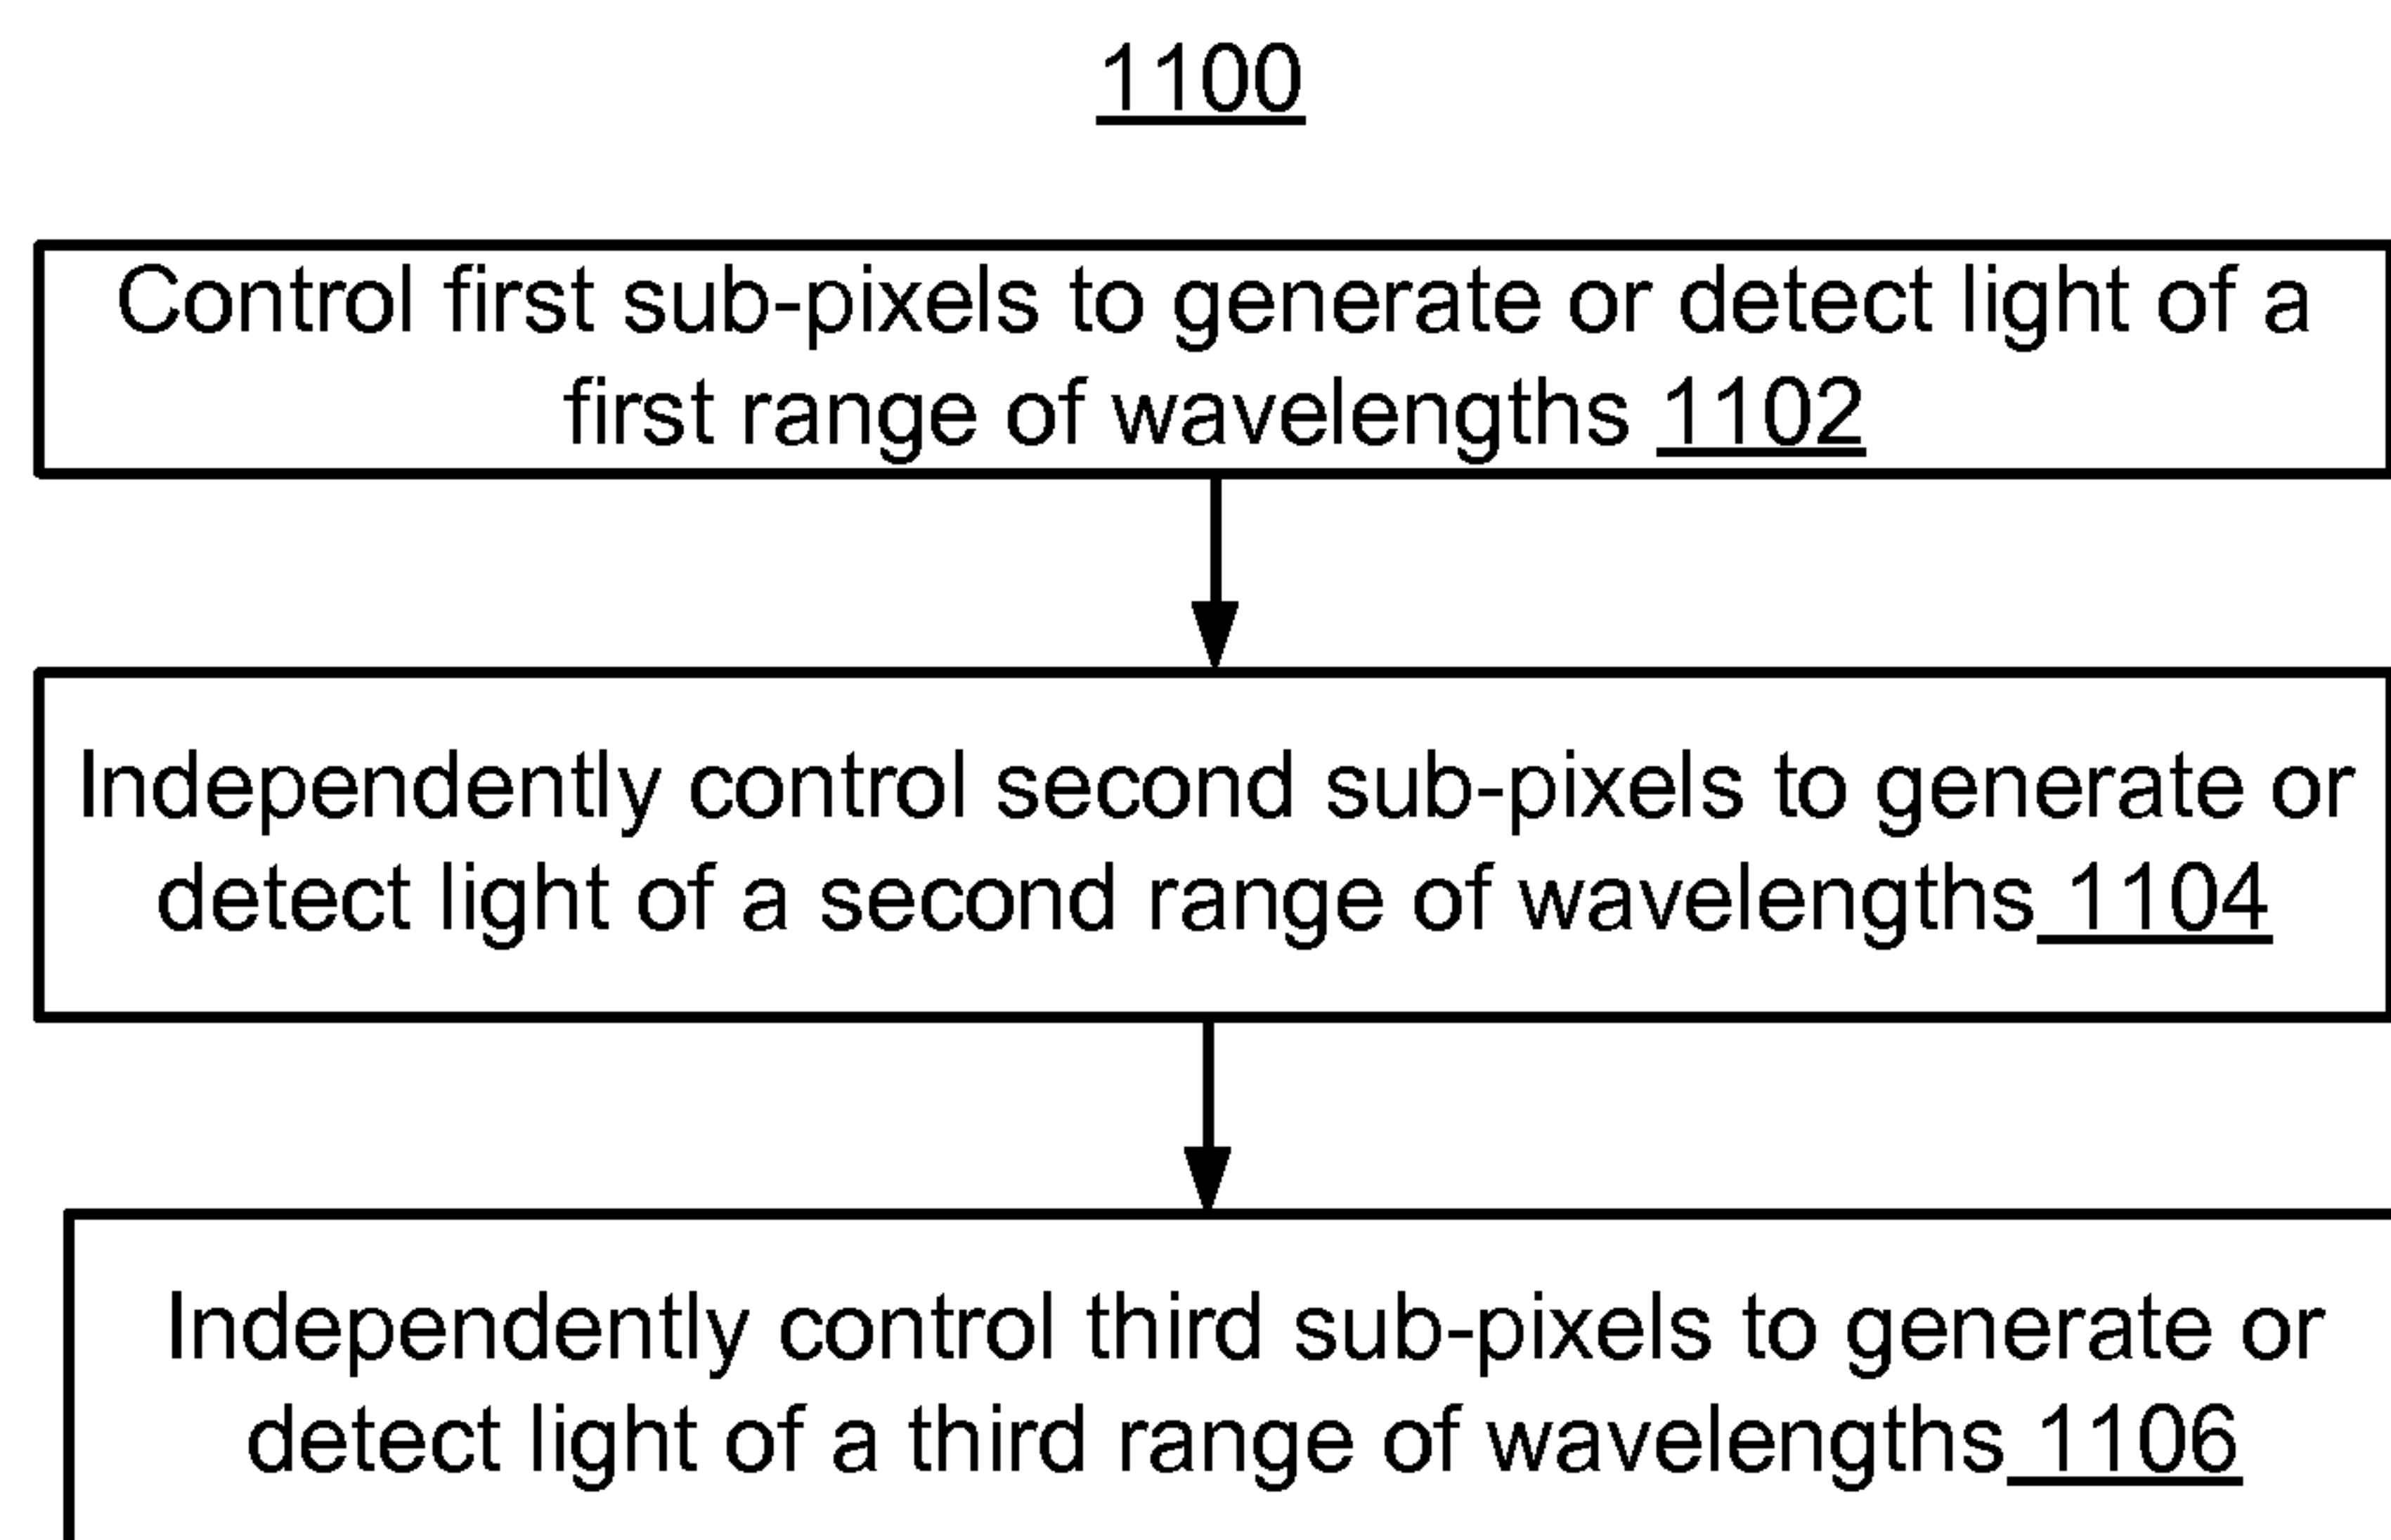 1100
Control first sub-pixels to generate or detect light of a
first range of wavelengths 1102
Independently control second sub-pixels to generate or
detect light of a second range of wavelengths 1104
Independently control third sub-pixels to generate or
detect light of a third range of wavelengths 1106